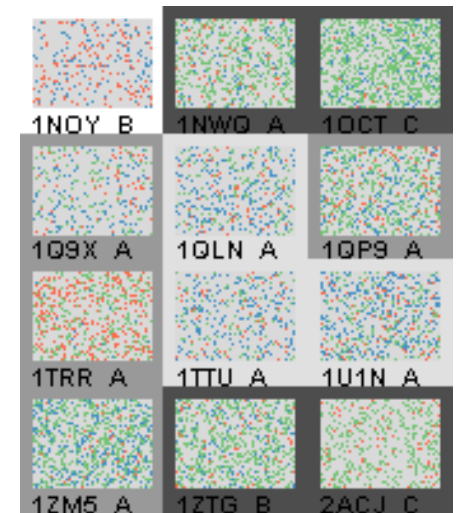 1NOY B 1NWQ A 1OCT C
1Q9X A 1QLN A 1QP9 A
1TRR A 1TTU A 1U1N A
1ZM5 A 1ZTG B 2ACJ C